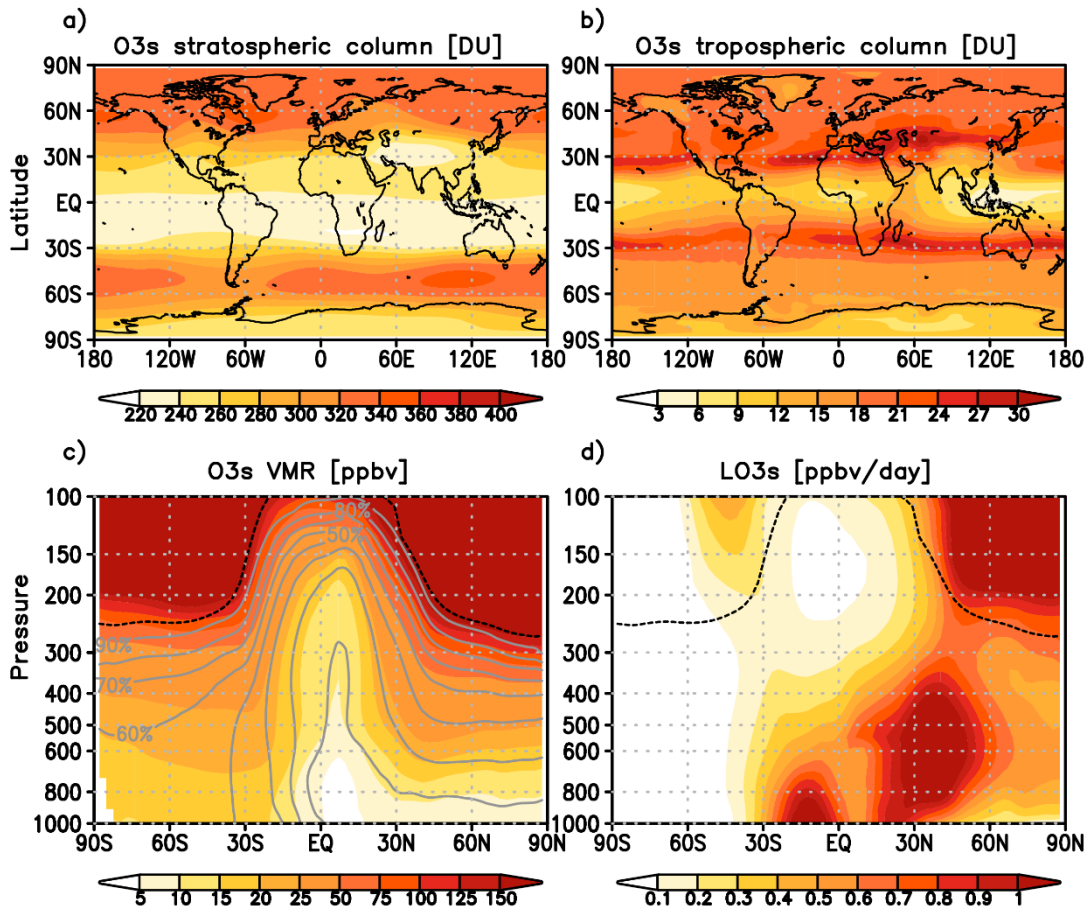 a)
O3s stratospheric column [DU]
90N
60N
30N
EQ
30S
60S
90S
Latitude
180 120W 60W 0 60E 120E 180
220 240 260 280 300 320 340 360 380 400
b)
O3s tropospheric column [DU]
90N
60N
30N
EQ
30S
60S
90S
180 120W 60W 0 60E 120E 180
3 6 9 12 15 18 21 24 27 30
c)
O3s VMR [ppbv]
100
150
200
300
400
500
600
800
1000
Pressure
80%
50%
90%
70%
60%
90S 60S 30S EQ 30N 60N 90N
5 10 15 20 25 50 75 100 125 150
d)
LO3s [ppbv/day]
100
150
200
300
400
500
600
800
1000
90S 60S 30S EQ 30N 60N 90N
0.1 0.2 0.3 0.4 0.5 0.6 0.7 0.8 0.9 1